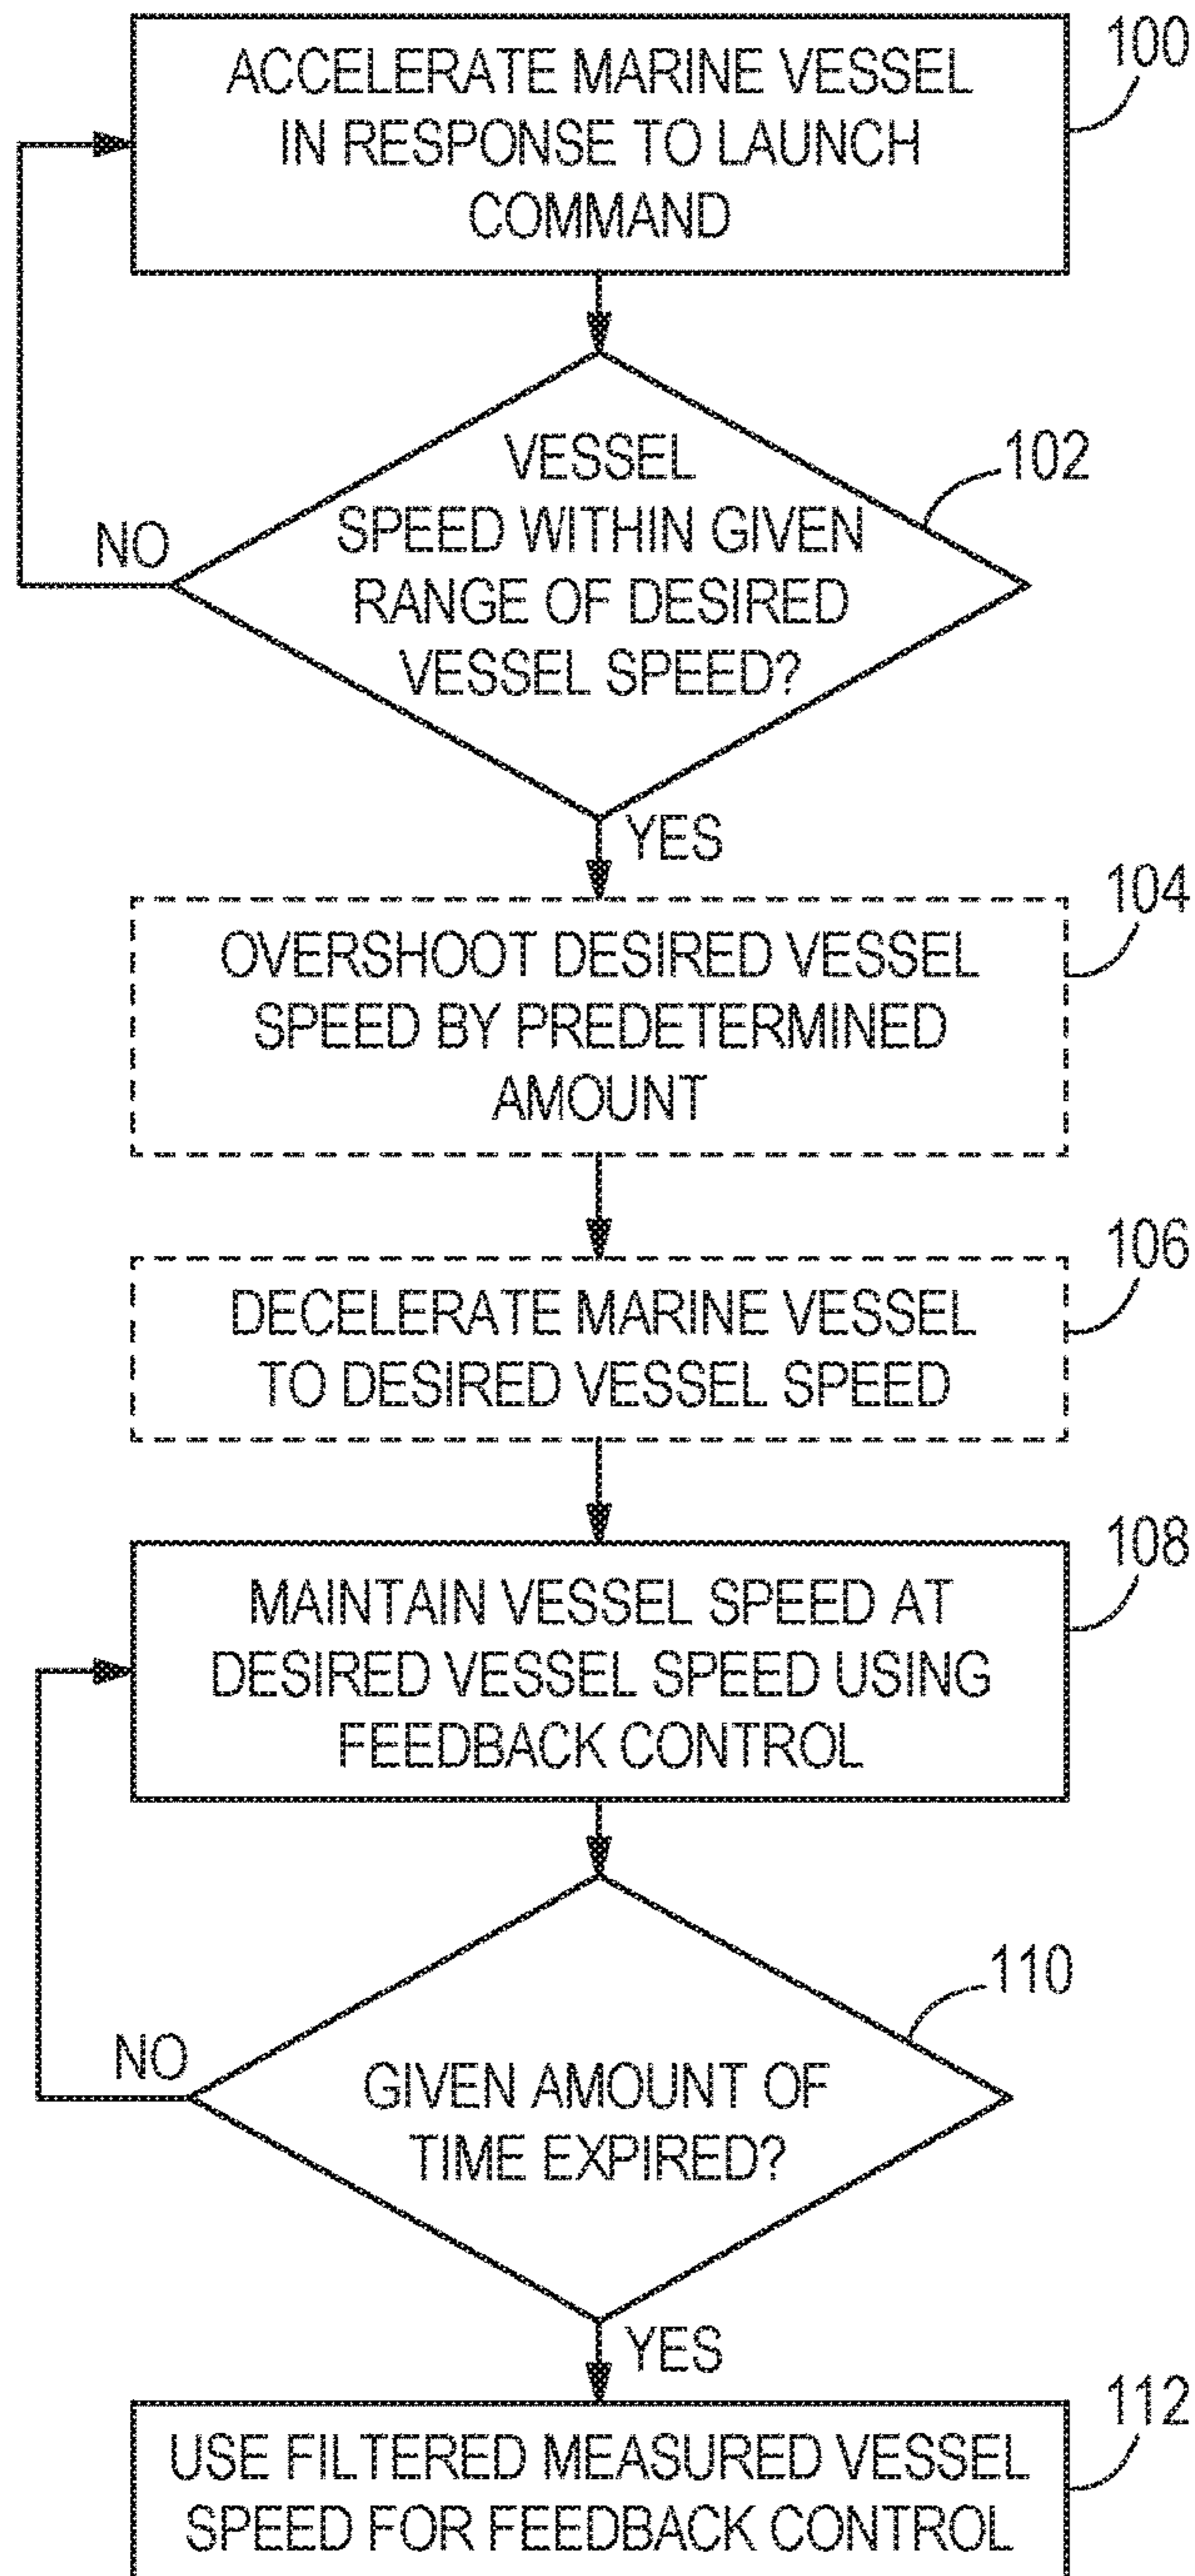 100
ACCELERATE MARINE VESSEL
IN RESPONSE TO LAUNCH
COMMAND
102
VESSEL
SPEED WITHIN GIVEN
RANGE OF DESIRED
VESSEL SPEED?
NO
YES
104
OVERSHOOT DESIRED VESSEL
SPEED BY PREDETERMINED
AMOUNT
106
DECELERATE MARINE VESSEL
TO DESIRED VESSEL SPEED
108
MAINTAIN VESSEL SPEED AT
DESIRED VESSEL SPEED USING
FEEDBACK CONTROL
110
NO
GIVEN AMOUNT OF
TIME EXPIRED?
YES
112
USE FILTERED MEASURED VESSEL
SPEED FOR FEEDBACK CONTROL